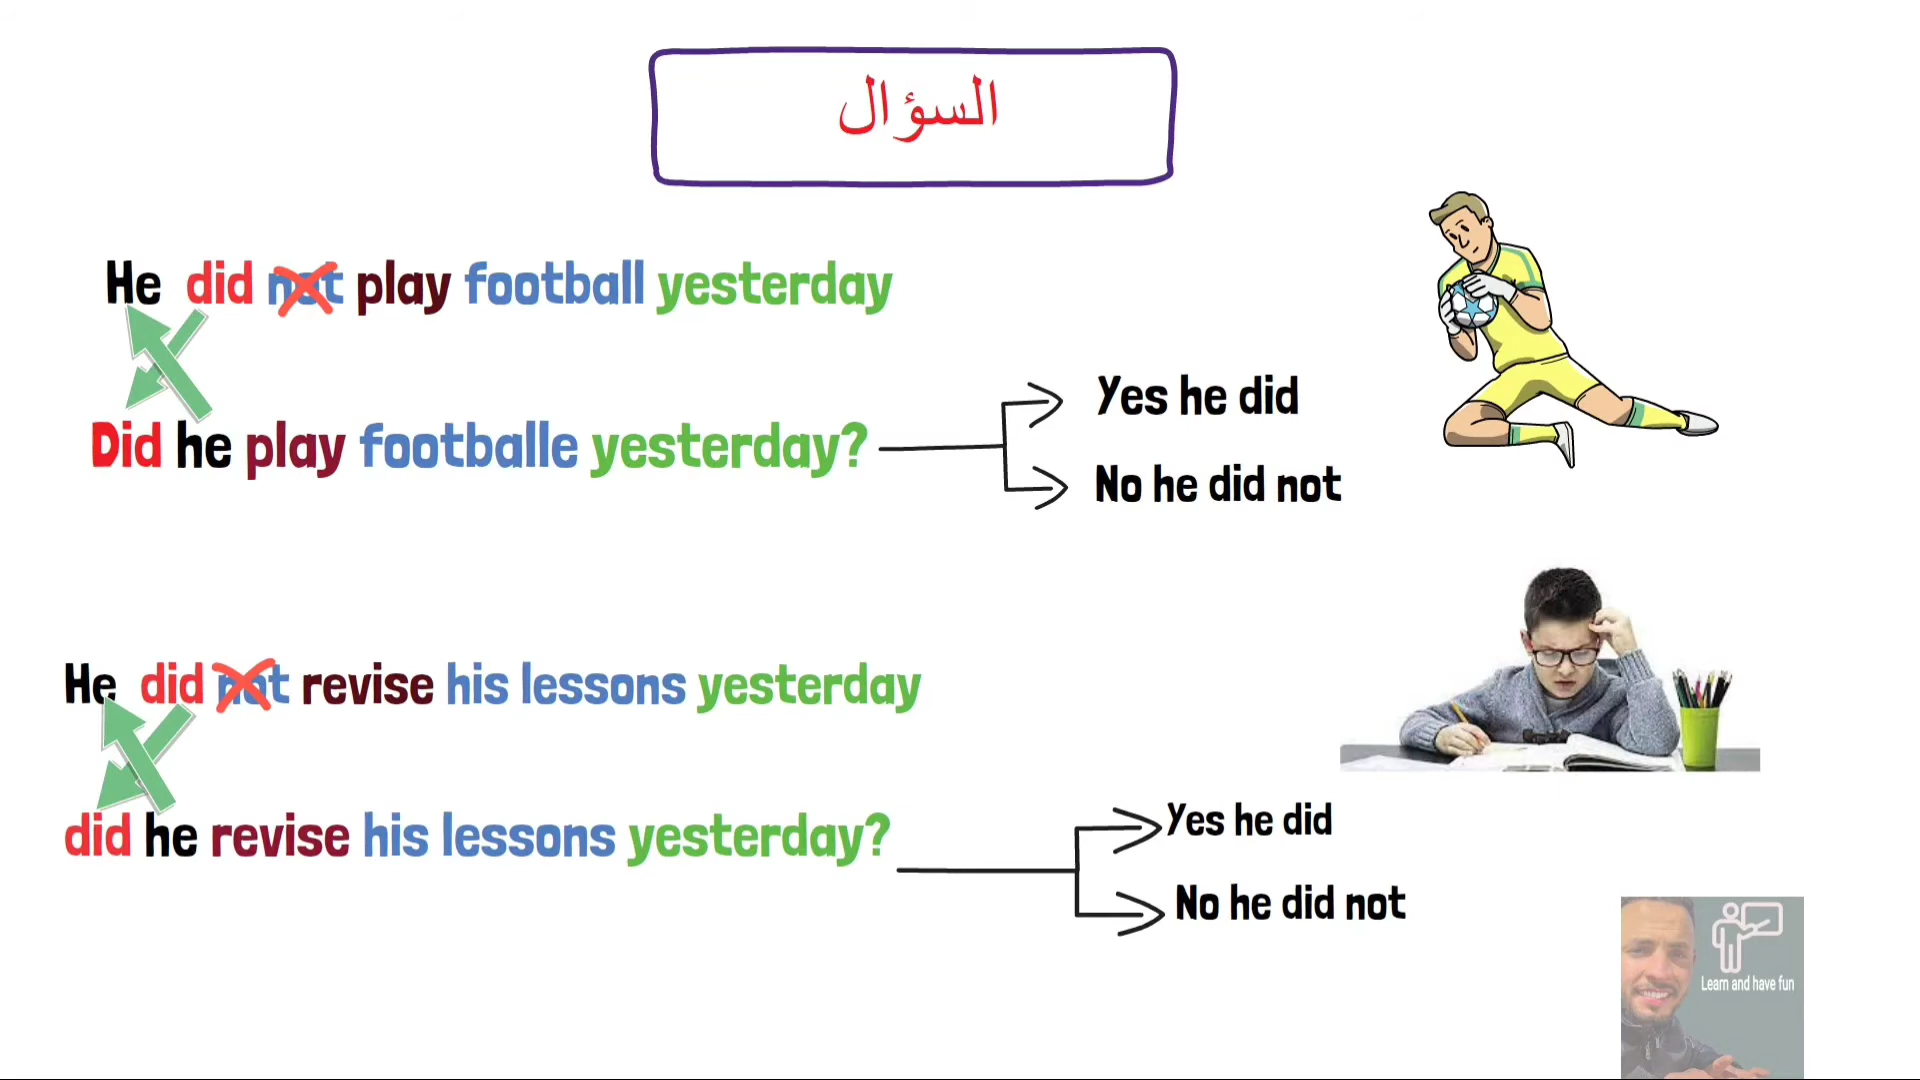 السؤال
He did not play football yesterday
Did he play footballe yesterday?
Yes he did
No he did not
He did not revise his lessons yesterday
did he revise his lessons yesterday?
Yes he did
No he did not
Learn and have fun